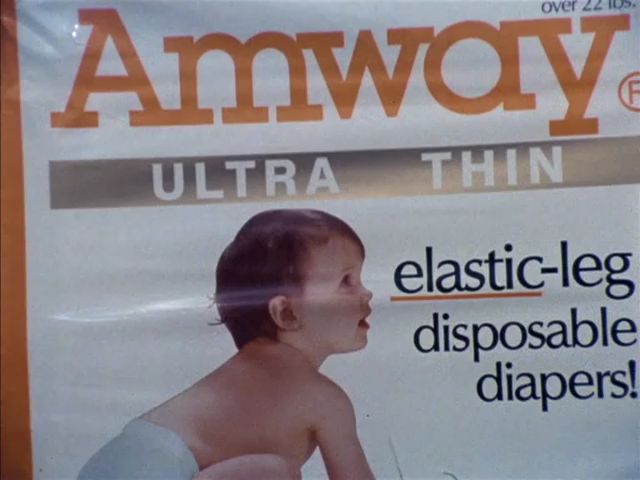 over 22 lbs.
Amway®
ULTRA THIN
elastic-leg
disposable
diapers!